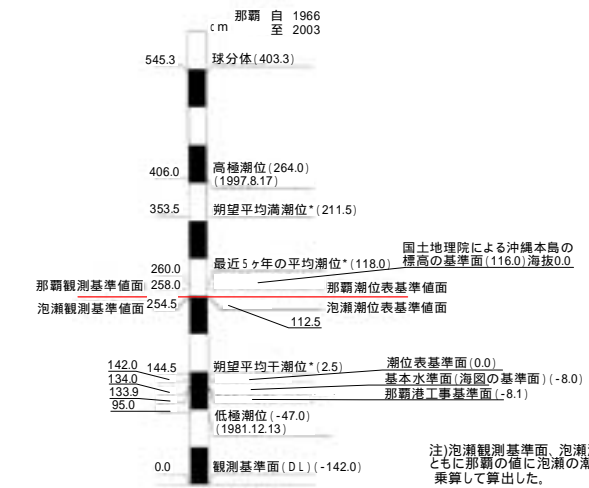 那覇 自 1966
cm 至 2003
545.3 球分体(403.3)
406.0 高極潮位(264.0)
(1997.8.17)
353.5 朔望平均満潮位*(211.5)
国土地理院による沖縄本島の
標高の基準面(116.0)海抜0.0
260.0 最近5ヶ年の平均潮位*(118.0)
那覇観測基準値面 258.0 那覇潮位表基準値面
泡瀬観測基準値面 254.5 泡瀬潮位表基準値面
112.5
142.0 144.5 朔望平均干潮位*(2.5) 潮位表基準面(0.0)
134.0 基本水準面(海図の基準面)(-8.0)
133.9 那覇港工事基準面(-8.1)
95.0 低極潮位(-47.0)
(1981.12.13)
0.0 観測基準面(DL)(-142.0)
注)泡瀬観測基準面、泡瀬
ともに那覇の値に泡瀬の
乗算して算出した。